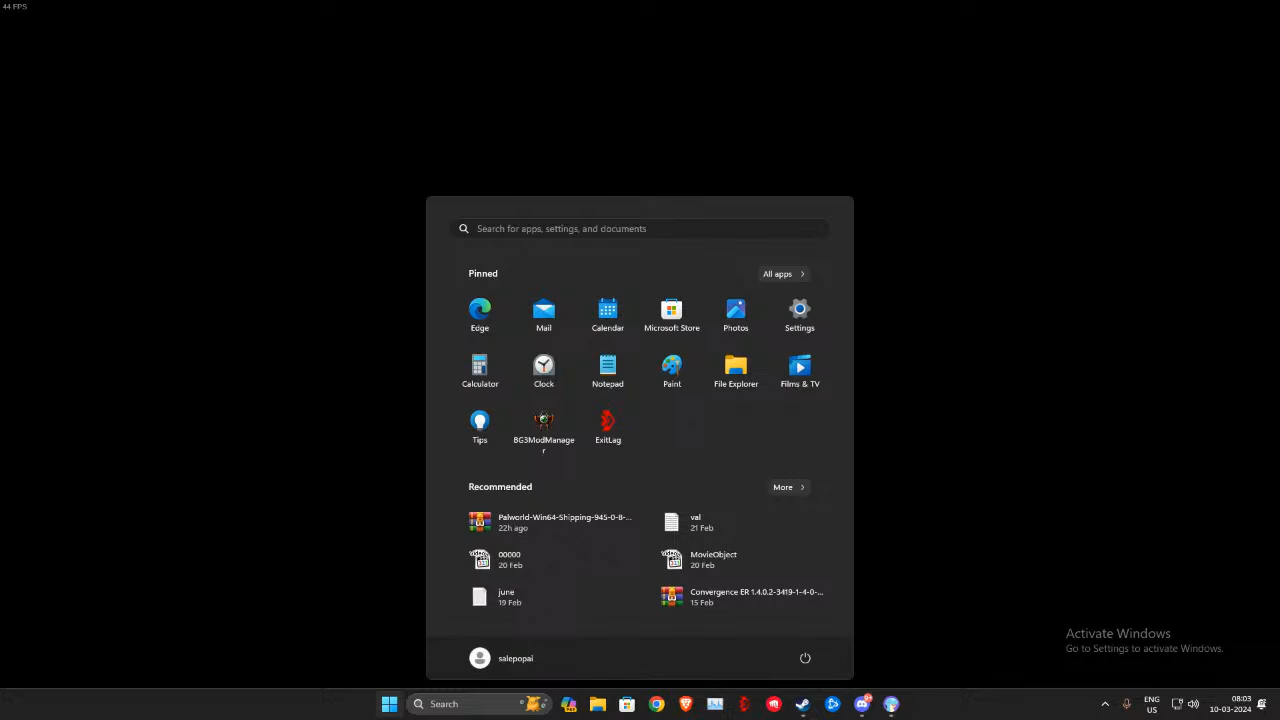 44 FPS
Search for apps, settings, and documents
Pinned
All apps
Edge
Mail
Calendar
Microsoft Store
Photos
Settings
Calculator
Clock
Notepad
Paint
File Explorer
Films & TV
Tips
BG3ModManage
r
ExitLag
Recommended
More
Palworld-Win64-Shipping-945-0-8-...
22h ago
val
21 Feb
00000
20 Feb
MovieObject
20 Feb
june
19 Feb
Convergence ER 1.4.0.2-3419-1-4-0-...
15 Feb
salepopai
Activate Windows
Go to Settings to activate Windows.
Search
ENG
US
08:03
10-03-2024